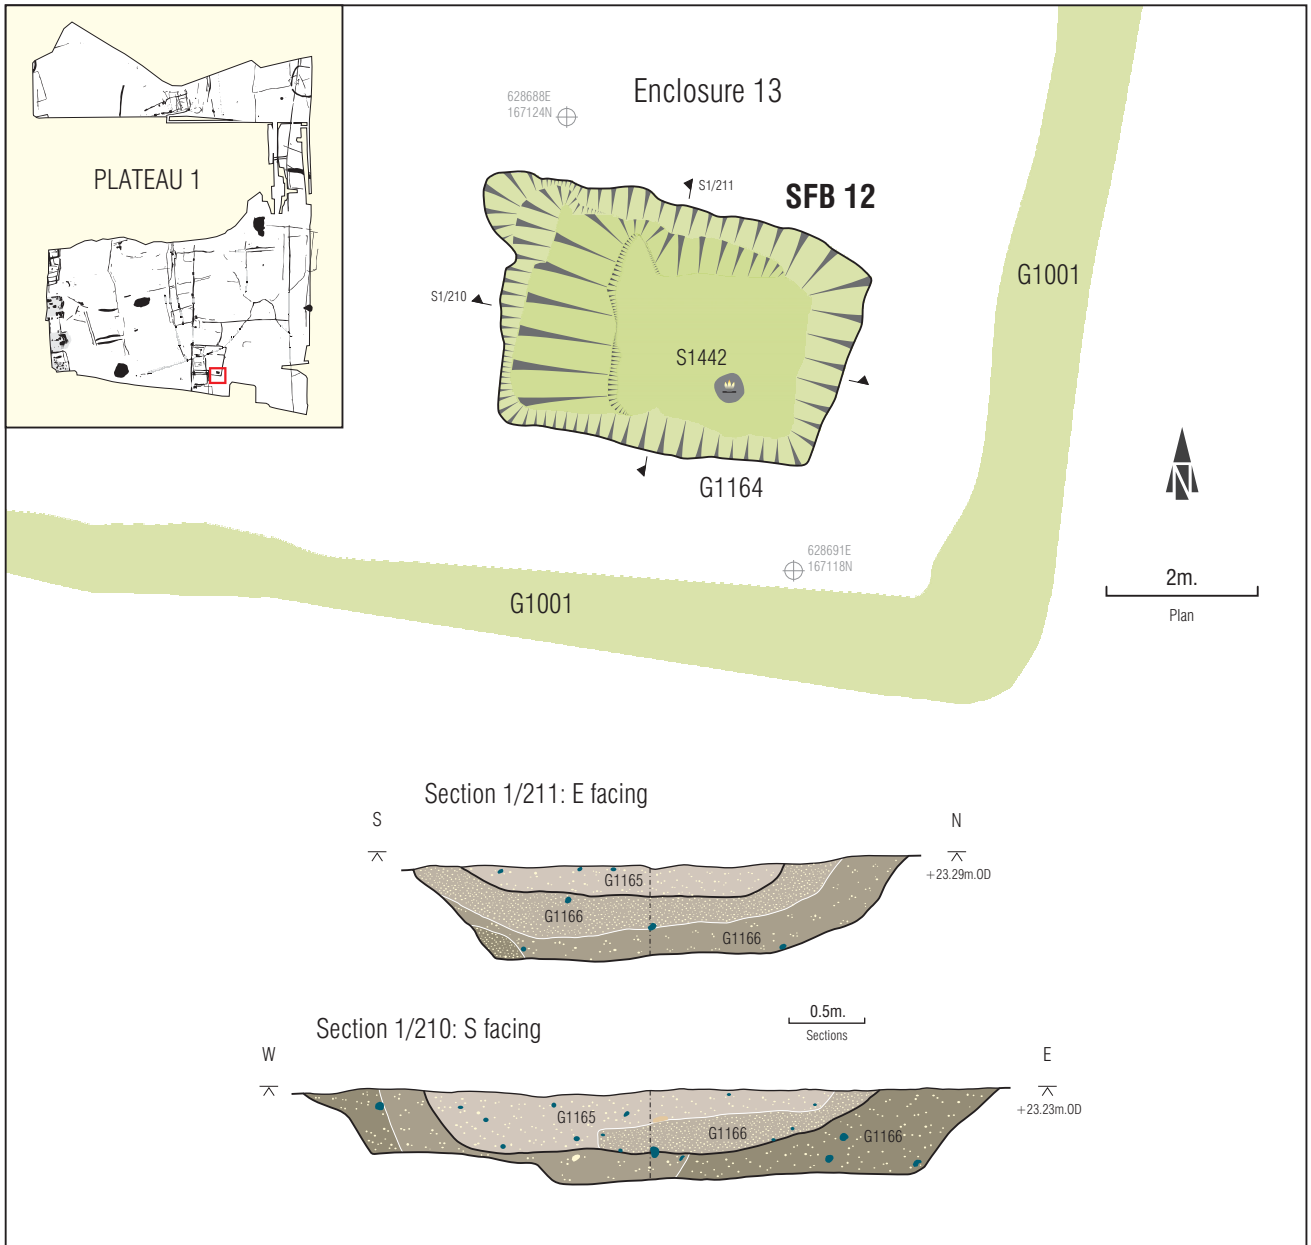 PLATEAU 1
628688E
167124N
Enclosure 13
S1/211
SFB 12
G1001
S1/210
S1442
G1164
N
628691E
167118N
2m.
Plan
G1001
Section 1/211: E facing
S
N
+23.29m.OD
G1165
G1166
G1166
0.5m.
Sections
Section 1/210: S facing
W
E
+23.23m.OD
G1165
G1166
G1166